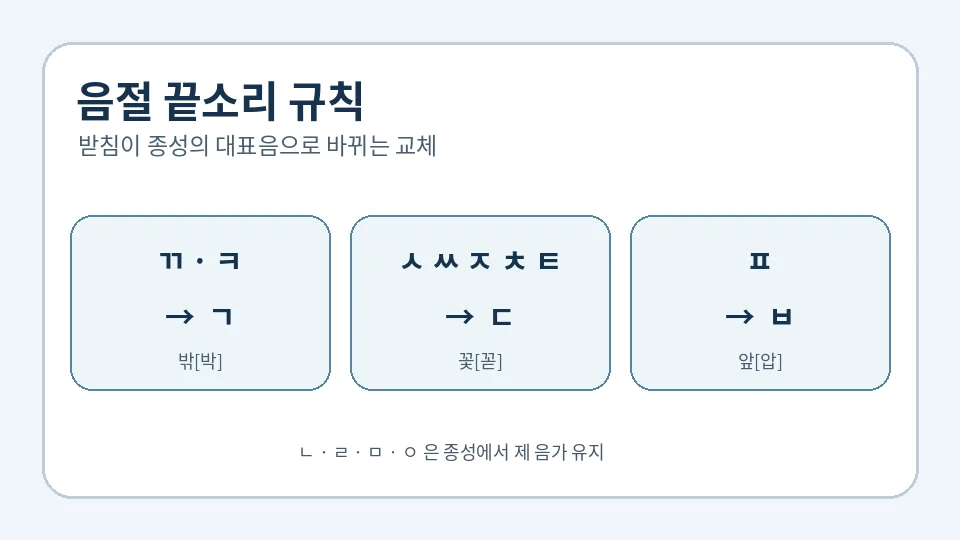 음절 끝소리 규칙
받침이 종성의 대표음으로 바뀌는 교체
ㄲ · ㅋ
→ ㄱ
밖[박]
ㅅ ㅆ ㅈ ㅊ ㅌ
→ ㄷ
꽃[꼳]
ㅍ
→ ㅂ
앞[압]
ㄴ · ㄹ · ㅁ · ㅇ 은 종성에서 제 음가 유지